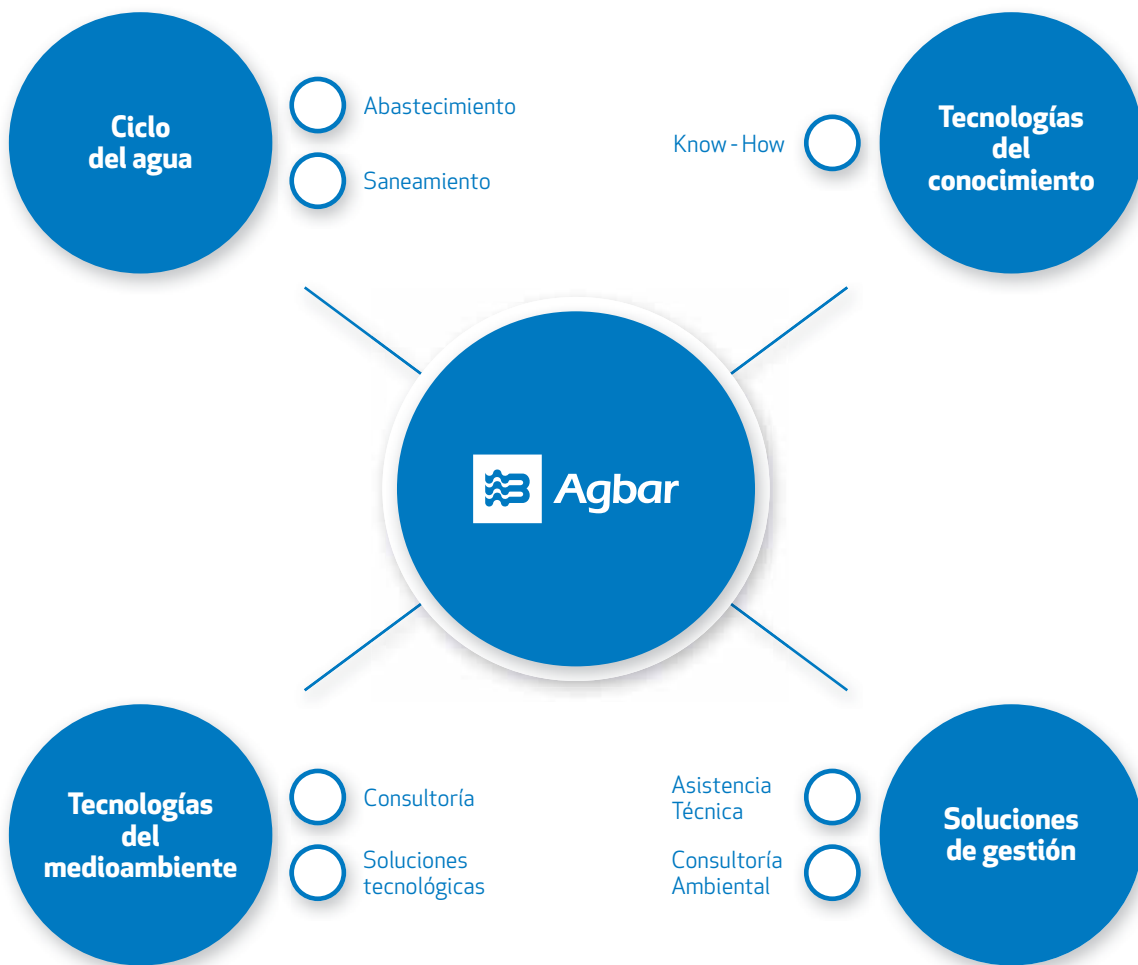 Ciclo
del agua
Abastecimiento
Saneamiento
Know - How
Tecnologías
del
conocimiento
Agbar
Tecnologías
del
medioambiente
Consultoría
Soluciones
tecnológicas
Asistencia
Técnica
Consultoría
Ambiental
Soluciones
de gestión